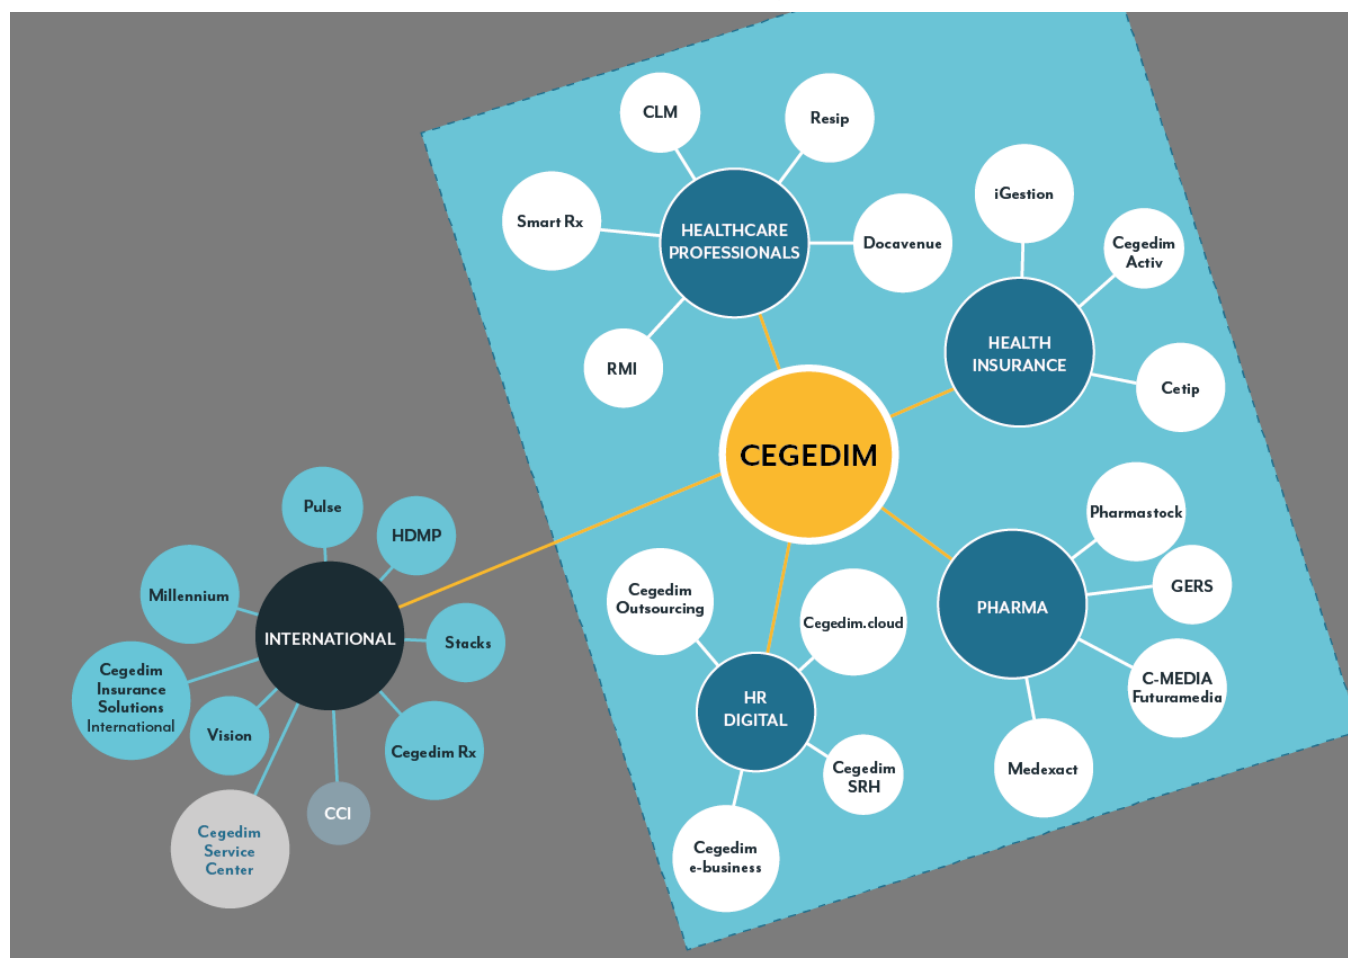 CLM
Resip
Smart Rx
HEALTHCARE
PROFESSIONALS
Docavenue
RMI
iGestion
Cegedim
Activ
HEALTH
INSURANCE
Cetip
CEGEDIM
Pharmastock
GERS
PHARMA
C-MEDIA
Futuramedia
Medexact
Cegedim
Outsourcing
Cegedim.cloud
HR
DIGITAL
Cegedim
SRH
Cegedim
e-business
Pulse
HDMP
Millennium
INTERNATIONAL
Stacks
Cegedim
Insurance
Solutions
International
Vision
Cegedim Rx
CCI
Cegedim
Service
Center